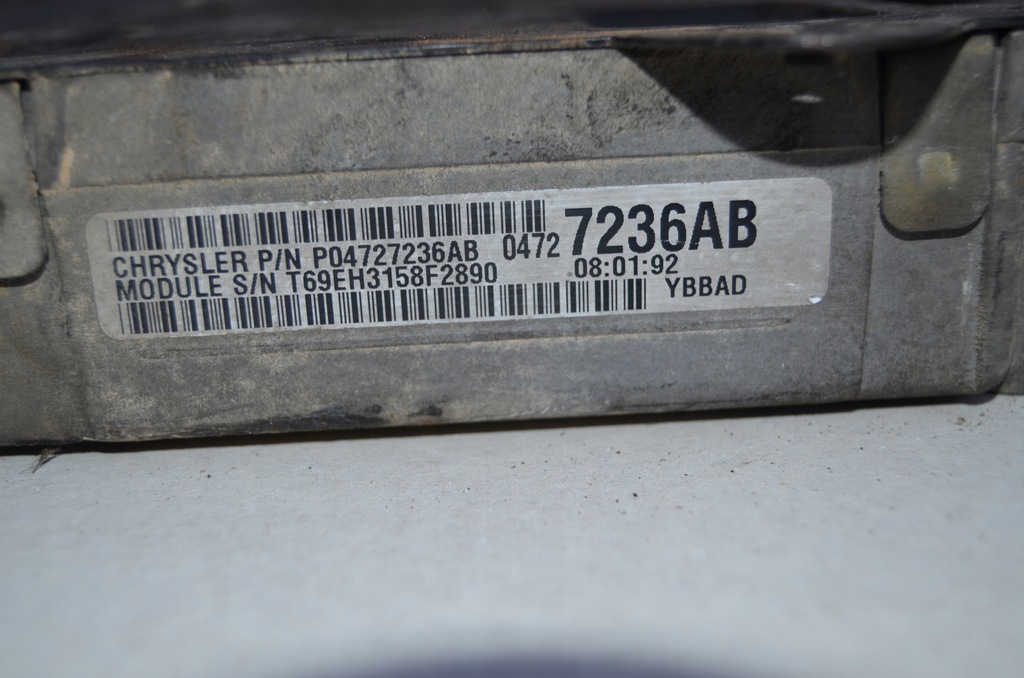 CHRYSLER P/N P04727236AB 0472 7236AB
MODULE S/N T69EH3158F2890 08:01:92
YBBAD